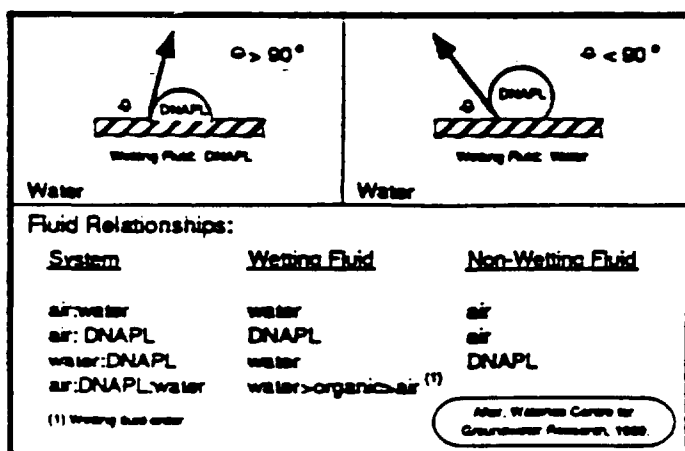 Θ > 90°
Θ
DNAPL
Wetting Fluid: DNAPL
Water
Θ < 90°
Θ
DNAPL
Wetting Fluid: Water
Water
Fluid Relationships:
System Wetting Fluid Non-Wetting Fluid
air:water water air
air: DNAPL DNAPL air
water:DNAPL water DNAPL
air:DNAPL:water water>organic>air (1)
(1) Wetting fluid order
After, Waterloo Centre for
Groundwater Research, 1989.